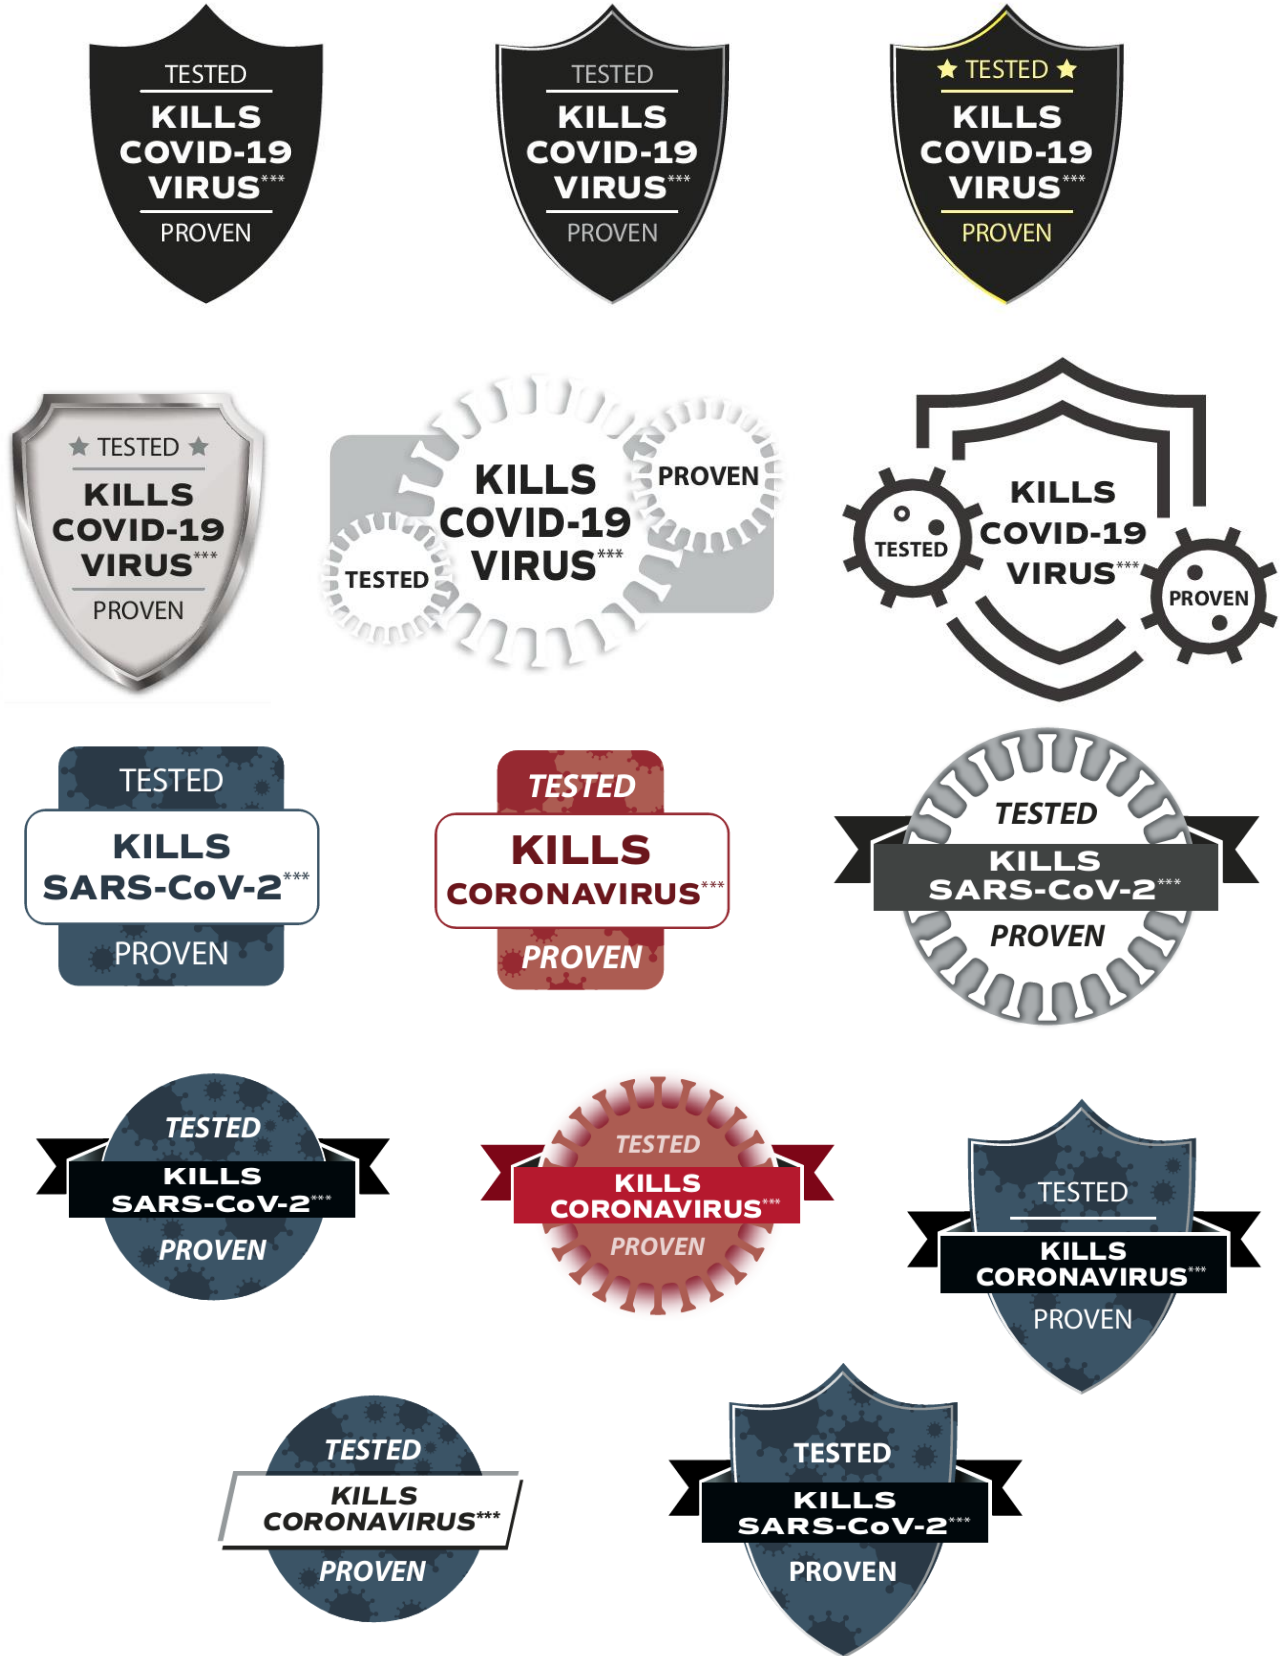 TESTED
KILLS
COVID-19
VIRUS***
PROVEN
TESTED
KILLS
COVID-19
VIRUS***
PROVEN
TESTED
KILLS
COVID-19
VIRUS***
PROVEN
TESTED
KILLS
COVID-19
VIRUS***
PROVEN
KILLS
COVID-19
VIRUS***
PROVEN
TESTED
KILLS
COVID-19
VIRUS***
TESTED
PROVEN
TESTED
KILLS
SARS-CoV-2***
PROVEN
TESTED
KILLS
CORONAVIRUS***
PROVEN
TESTED
KILLS
SARS-CoV-2***
PROVEN
TESTED
KILLS
SARS-CoV-2***
PROVEN
TESTED
KILLS
CORONAVIRUS***
PROVEN
TESTED
KILLS
CORONAVIRUS***
PROVEN
TESTED
KILLS
CORONAVIRUS***
PROVEN
TESTED
KILLS
SARS-CoV-2***
PROVEN